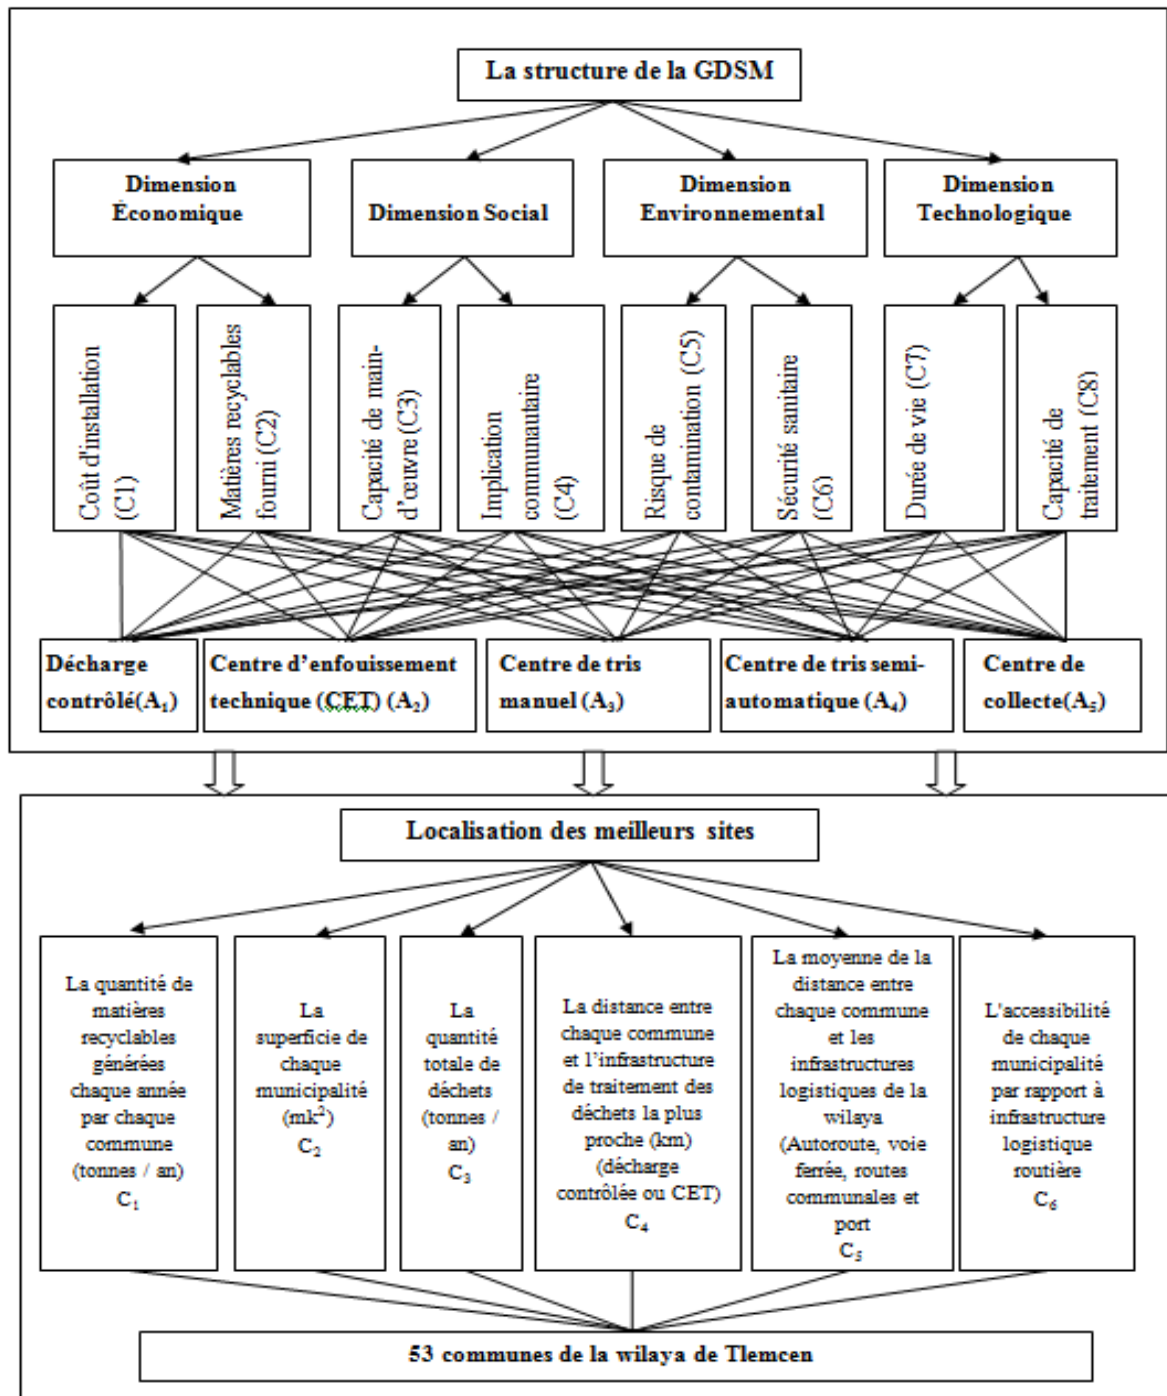 La structure de la GDSM
Dimension
Économique
Dimension Social
Dimension
Environnemental
Dimension
Technologique
Coût d'installation
(C1)
Matières recyclables
fourni (C2)
Capacité de main-
d'œuvre (C3)
Implication
communautaire
(C4)
Risque de
contamination (C5)
Sécurité sanitaire
(C6)
Durée de vie (C7)
Capacité de
traitement (C8)
Décharge
contrôlé(A₁)
Centre d'enfouissement
technique (CET) (A₂)
Centre de tris
manuel (A₃)
Centre de tris semi-
automatique (A₄)
Centre de
collecte(A₅)
Localisation des meilleurs sites
La quantité de
matières
recyclables
générées
chaque année
par chaque
commune
(tonnes / an)
C₁
La
superficie de
chaque
municipalité
(mk²)
C₂
La
quantité
totale de
déchets
(tonnes /
an)
C₃
La distance entre
chaque commune
et l'infrastructure
de traitement des
déchets la plus
proche (km)
(décharge
contrôlée ou CET)
C₄
La moyenne de la
distance entre
chaque commune
et les
infrastructures
logistiques de la
wilaya
(Autoroute, voie
ferrée, routes
communales et
port
C₅
L'accessibilité
de chaque
municipalité
par rapport à
infrastructure
logistique
routière
C₆
53 communes de la wilaya de Tlemcen